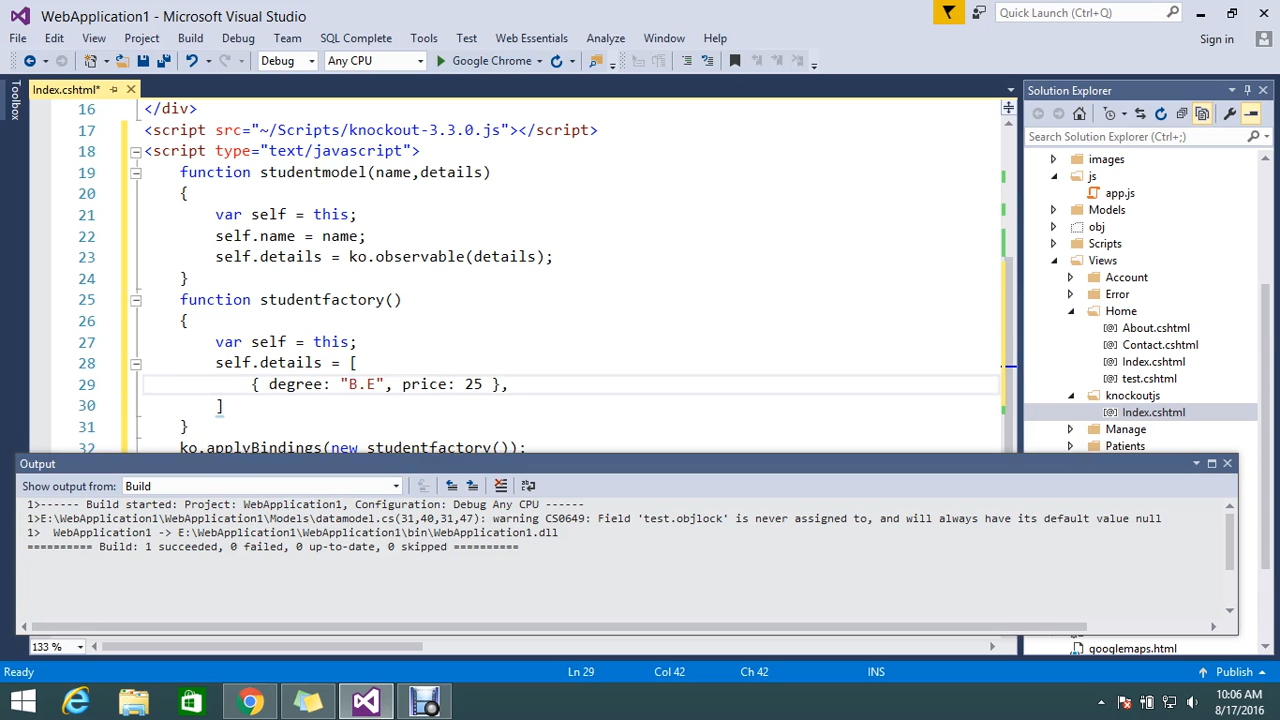 WebApplication1 - Microsoft Visual Studio
Quick Launch (Ctrl+Q)
File Edit View Project Build Debug Team SQL Complete Tools Test Web Essentials Analyze Window Help
Sign in
Debug Any CPU Google Chrome
Toolbox
Index.cshtml*
16 </div>
17 <script src="~/Scripts/knockout-3.3.0.js"></script>
18 <script type="text/javascript">
19 function studentmodel(name,details)
20 {
21 var self = this;
22 self.name = name;
23 self.details = ko.observable(details);
24 }
25 function studentfactory()
26 {
27 var self = this;
28 self.details = [
29 { degree: "B.E", price: 25 },
30 ]
31 }
32 ko.applyBindings(new studentfactory());
Solution Explorer
Search Solution Explorer (Ctrl+;)
images
js
app.js
Models
obj
Scripts
Views
Account
Error
Home
About.cshtml
Contact.cshtml
Index.cshtml
test.cshtml
knockoutjs
Index.cshtml
Manage
Patients
googlemaps.html
Output
Show output from: Build
1>------ Build started: Project: WebApplication1, Configuration: Debug Any CPU ------
1>E:\WebApplication1\WebApplication1\Models\datamodel.cs(31,40,31,47): warning CS0649: Field 'test.objlock' is never assigned to, and will always have its default value null
1> WebApplication1 -> E:\WebApplication1\WebApplication1\bin\WebApplication1.dll
========== Build: 1 succeeded, 0 failed, 0 up-to-date, 0 skipped ==========
133 %
Ready Ln 29 Col 42 Ch 42 INS Publish
10:06 AM
8/17/2016